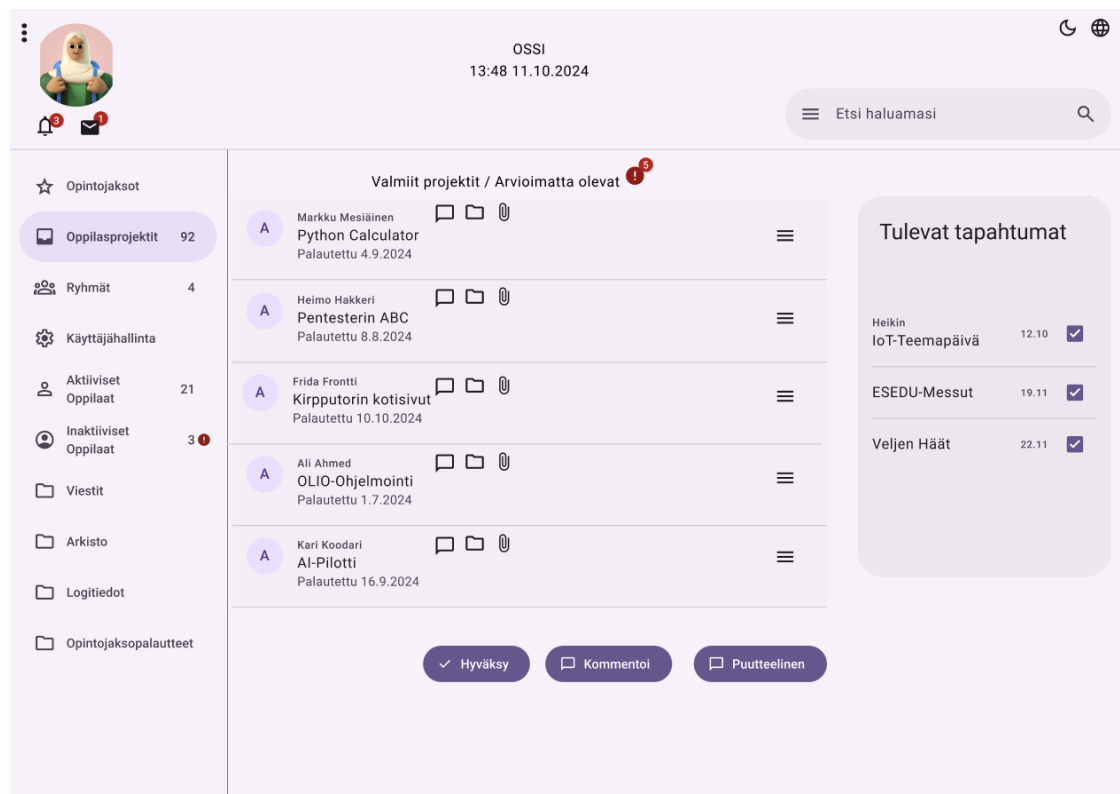 OSSI
13:48 11.10.2024
3
1
Etsi haluamasi
Opintojaksot
Oppilasprojektit 92
Ryhmät 4
Käyttäjähallinta
Aktiiviset
Oppilaat 21
Inaktiiviset
Oppilaat 3
Viestit
Arkisto
Logitiedot
Opintojaksopalautteet
Valmiit projektit / Arvioimatta olevat 5
A
Markku Mesiäinen
Python Calculator
Palautettu 4.9.2024
A
Heimo Hakkeri
Pentesterin ABC
Palautettu 8.8.2024
A
Frida Frontti
Kirpputorin kotisivut
Palautettu 10.10.2024
A
Ali Ahmed
OLIO-Ohjelmointi
Palautettu 1.7.2024
A
Kari Koodari
AI-Pilotti
Palautettu 16.9.2024
Hyväksy
Kommentoi
Puutteelinen
Tulevat tapahtumat
Heikin
IoT-Teemapäivä 12.10
ESEDU-Messut 19.11
Veljen Häät 22.11